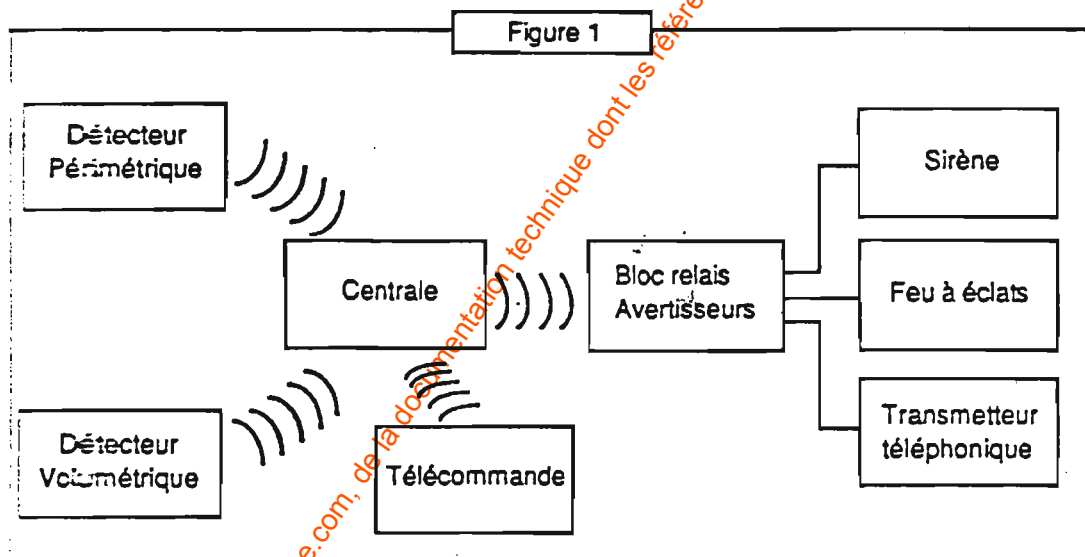 Figure 1
Détecteur
Périmétrique
Centrale
Détecteur
Volumétrique
Télécommande
Bloc relais
Avertisseurs
Sirène
Feu à éclats
Transmetteur
téléphonique
e.com, de la documentation technique dont les référe